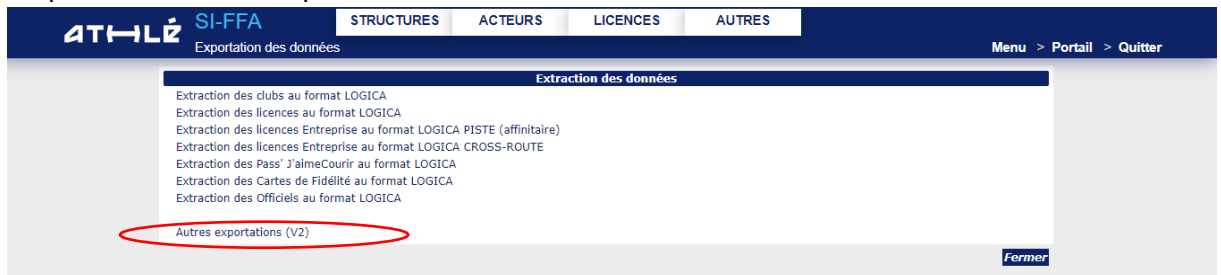 ATHLÉ
SI-FFA
STRUCTURES ACTEURS LICENCES AUTRES
Exportation des données
Menu > Portail > Quitter
Extraction des données
Extraction des clubs au format LOGICA
Extraction des licences au format LOGICA
Extraction des licences Entreprise au format LOGICA PISTE (affinitaire)
Extraction des licences Entreprise au format LOGICA CROSS-ROUTE
Extraction des Pass' J'aimeCourir au format LOGICA
Extraction des Cartes de Fidélité au format LOGICA
Extraction des Officiels au format LOGICA
Autres exportations (V2)
Fermer